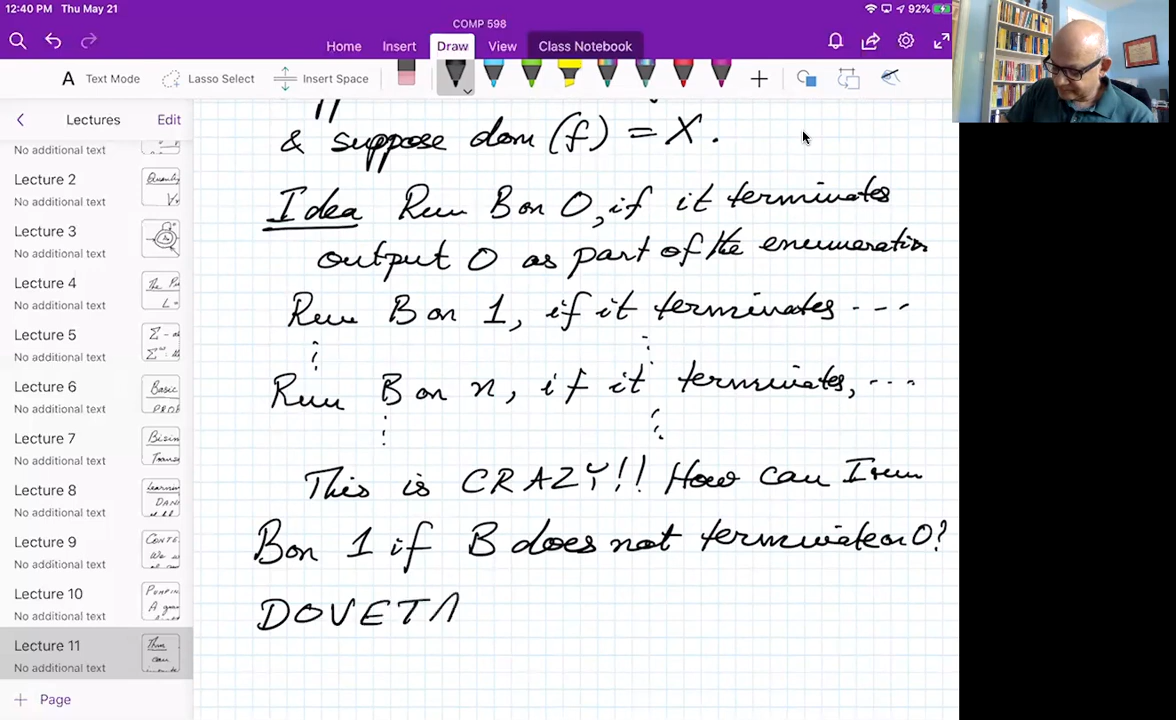 12:40 PM Thu May 21
92%
COMP 598
Home Insert Draw View Class Notebook
A Text Mode Lasso Select Insert Space
Lectures Edit
No additional text
Lecture 2
No additional text
Lecture 3
No additional text
Lecture 4
No additional text
Lecture 5
No additional text
Lecture 6
No additional text
Lecture 7
No additional text
Lecture 8
No additional text
Lecture 9
No additional text
Lecture 10
No additional text
Lecture 11
No additional text
+ Page
& suppose dom (f) = X.
Idea Run B on 0, if it terminates
output 0 as part of the enumeration
Run B on 1, if it terminates ---
Run B on n, if it terminates, ---
This is CRAZY!! How can I run
B on 1 if B does not terminate on 0?
DOVETA